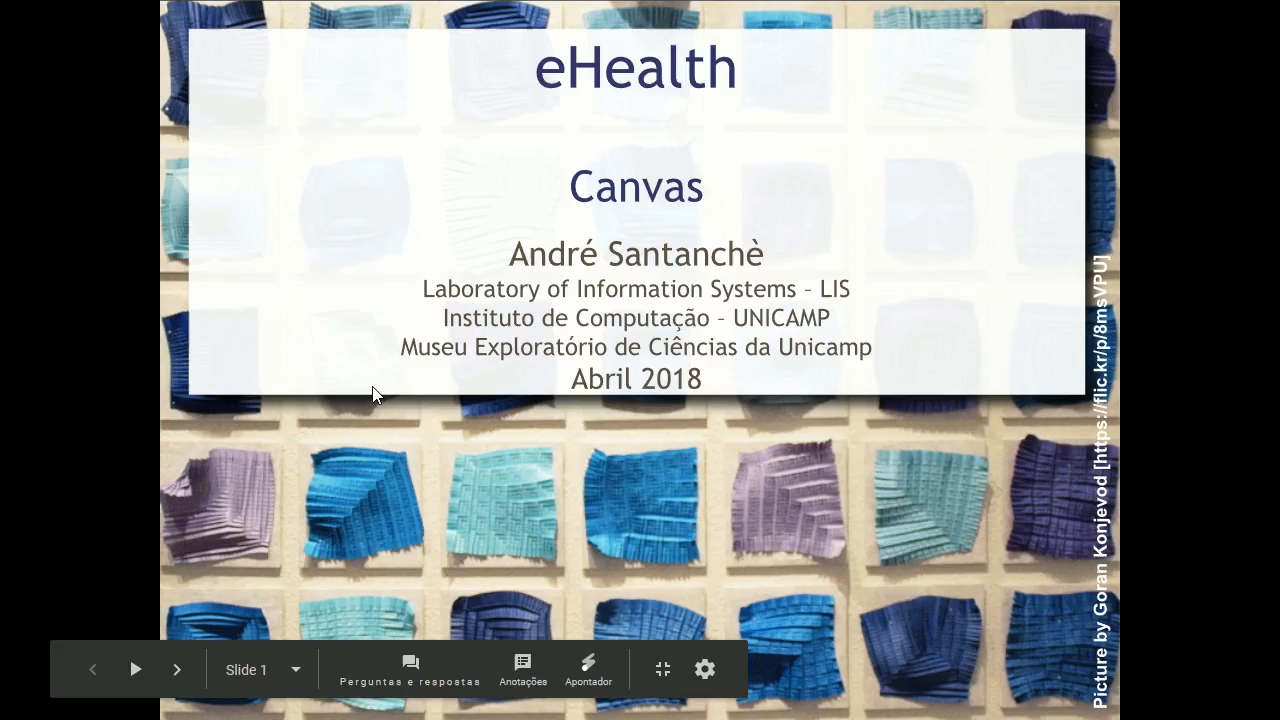 eHealth
Canvas
André Santanchè
Laboratory of Information Systems – LIS
Instituto de Computação – UNICAMP
Museu Exploratório de Ciências da Unicamp
Abril 2018
Picture by Goran Konjevod [https://flic.kr/p/8msVPU]
Slide 1
Perguntas e respostas
Anotações
Apontador